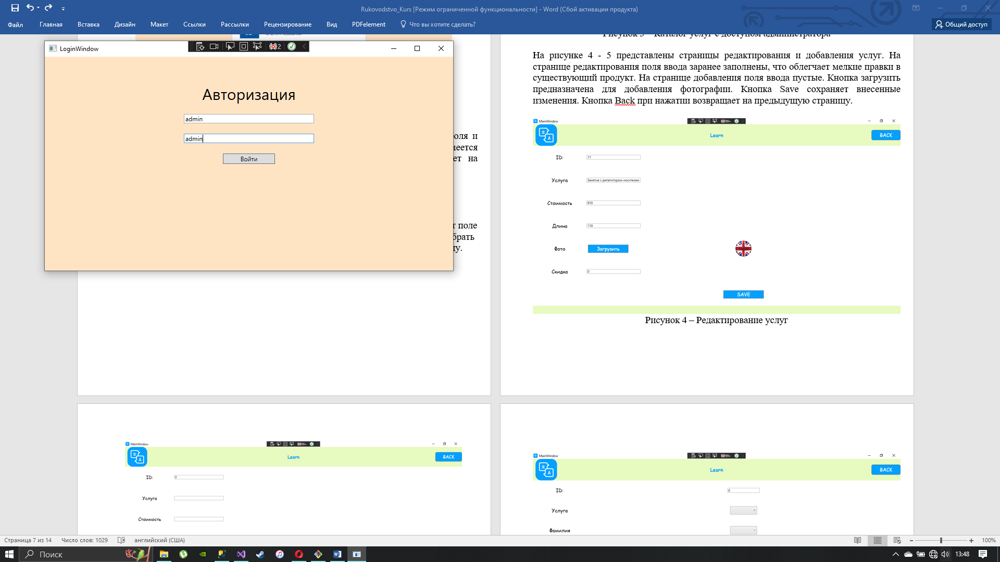 Rukovodstvo_Kurs [Режим ограниченной функциональности] - Word (Сбой активации продукта)
Файл Главная Вставка Дизайн Макет Ссылки Рассылки Рецензирование Вид PDFelement Что вы хотите сделать? Общий доступ
LoginWindow
2
Авторизация
admin
admin
Войти
оля и
меется
ет на
т поле
брать
цу.
Рисунок 3 – Каталог услуг с доступом администратора
На рисунке 4 - 5 представлены страницы редактирования и добавления услуг. На
странице редактирования поля ввода заранее заполнены, что облегчает мелкие правки в
существующий продукт. На странице добавления поля ввода пустые. Кнопка загрузить
предназначена для добавления фотографии. Кнопка Save сохраняет внесенные
изменения. Кнопка Back при нажатии возвращает на предыдущую страницу.
MainWindow
99+
Learn
BACK
ID: 11
Услуга Занятие с репетитором-носителем
Стоимость 910
Длина 110
Фото Загрузить
English
Скидка 0
SAVE
Рисунок 4 – Редактирование услуг
MainWindow
99+
Learn
BACK
ID: 0
Услуга
Стоимость
MainWindow
99+
Learn
BACK
ID: 0
Услуга
Фамилия
Страница 7 из 14 Число слов: 1029 английский (США) 100%
Поиск 13:48